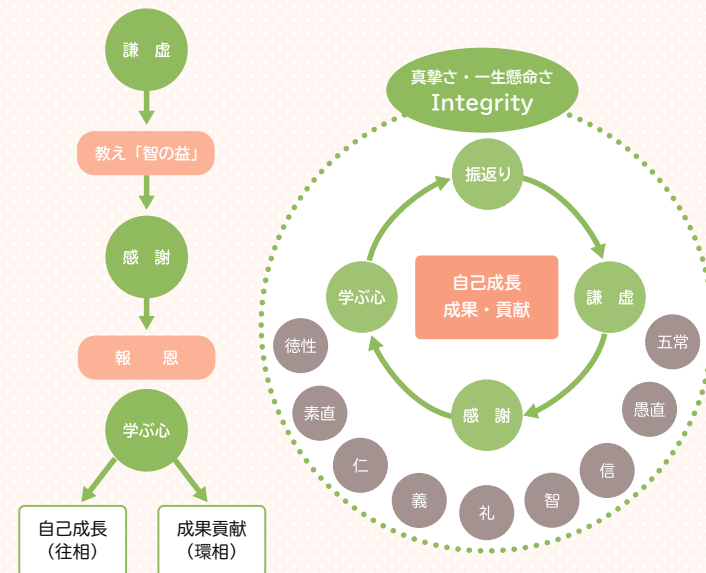 謙　虚
教え「智の益」
感　謝
報　　恩
学ぶ心
自己成長
（往相）
成果貢献
（環相）
真摯さ・一生懸命さ
Integrity
振返り
謙　虚
感　謝
学ぶ心
自己成長
成果・貢献
徳性
素直
仁
義
礼
智
信
愚直
五常